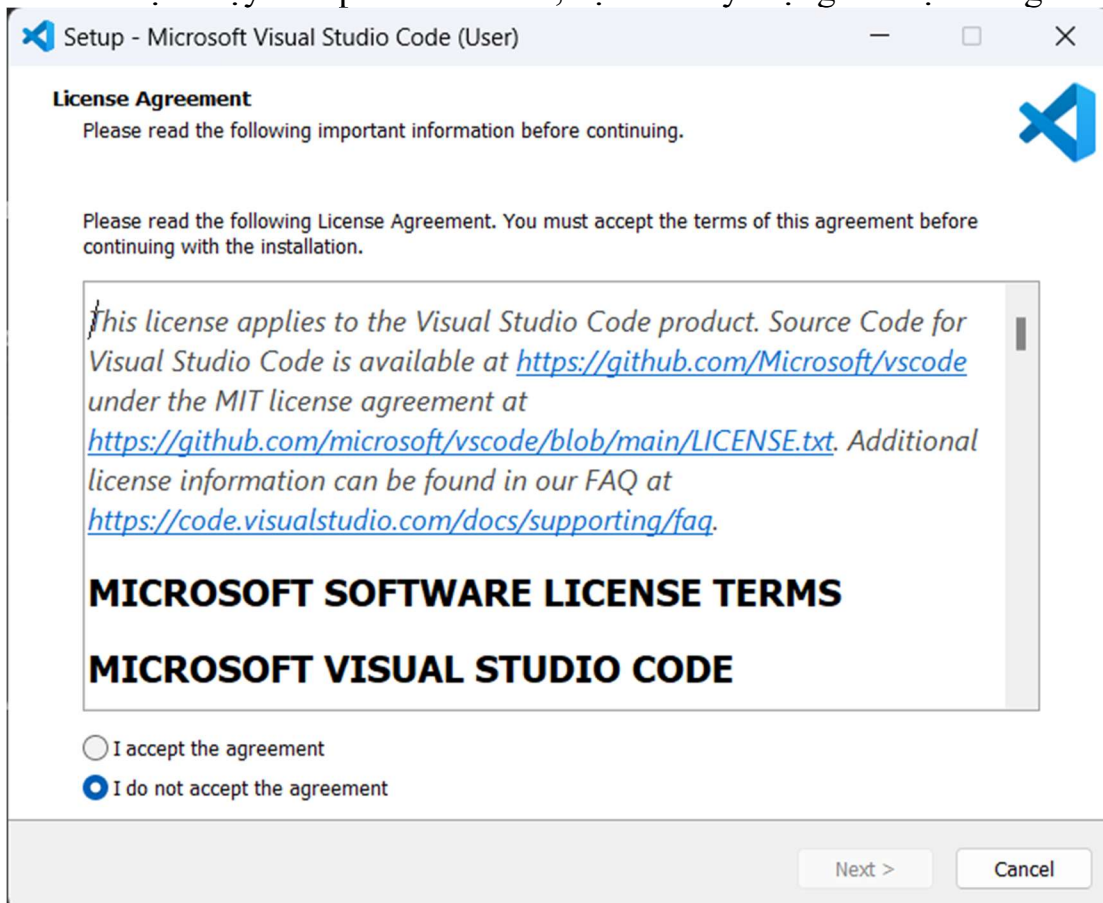 Setup - Microsoft Visual Studio Code (User)
License Agreement
Please read the following important information before continuing.
Please read the following License Agreement. You must accept the terms of this agreement before
continuing with the installation.
This license applies to the Visual Studio Code product. Source Code for
Visual Studio Code is available at https://github.com/Microsoft/vscode
under the MIT license agreement at
https://github.com/microsoft/vscode/blob/main/LICENSE.txt. Additional
license information can be found in our FAQ at
https://code.visualstudio.com/docs/supporting/faq.
MICROSOFT SOFTWARE LICENSE TERMS
MICROSOFT VISUAL STUDIO CODE
I accept the agreement
I do not accept the agreement
Next >
Cancel